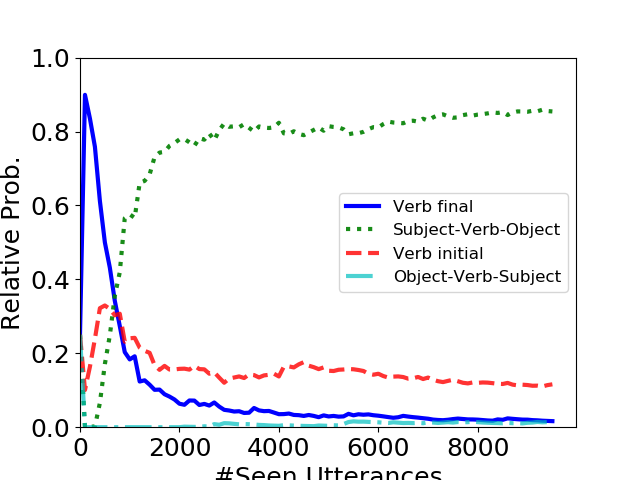 1.0
0.8
0.6
0.4
0.2
0.0
Relative Prob.
Verb final
Subject-Verb-Object
Verb initial
Object-Verb-Subject
0 2000 4000 6000 8000
#Seen Utterances